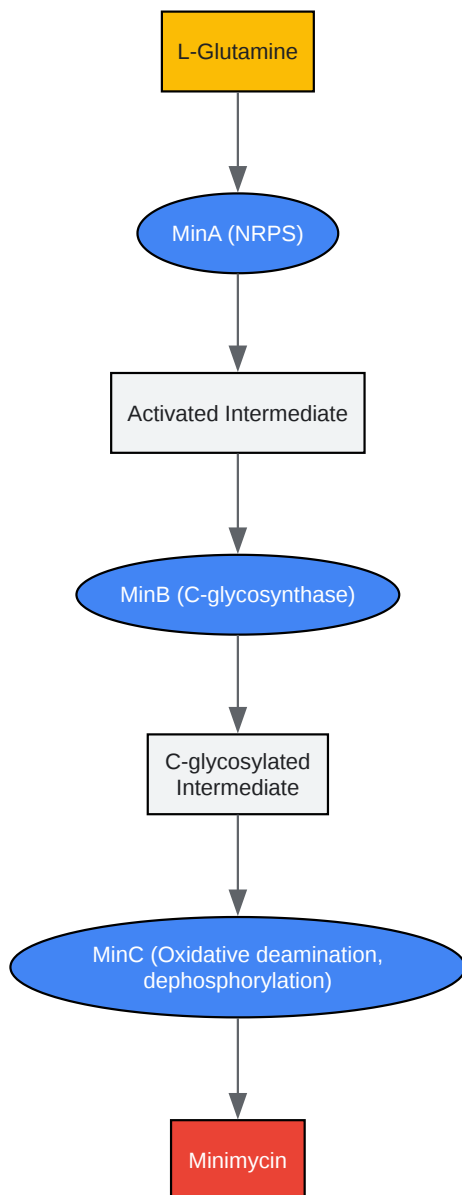 L-Glutamine
MinA (NRPS)
Activated Intermediate
MinB (C-glycosynthase)
C-glycosylated
Intermediate
MinC (Oxidative deamination,
dephosphorylation)
Minimycin